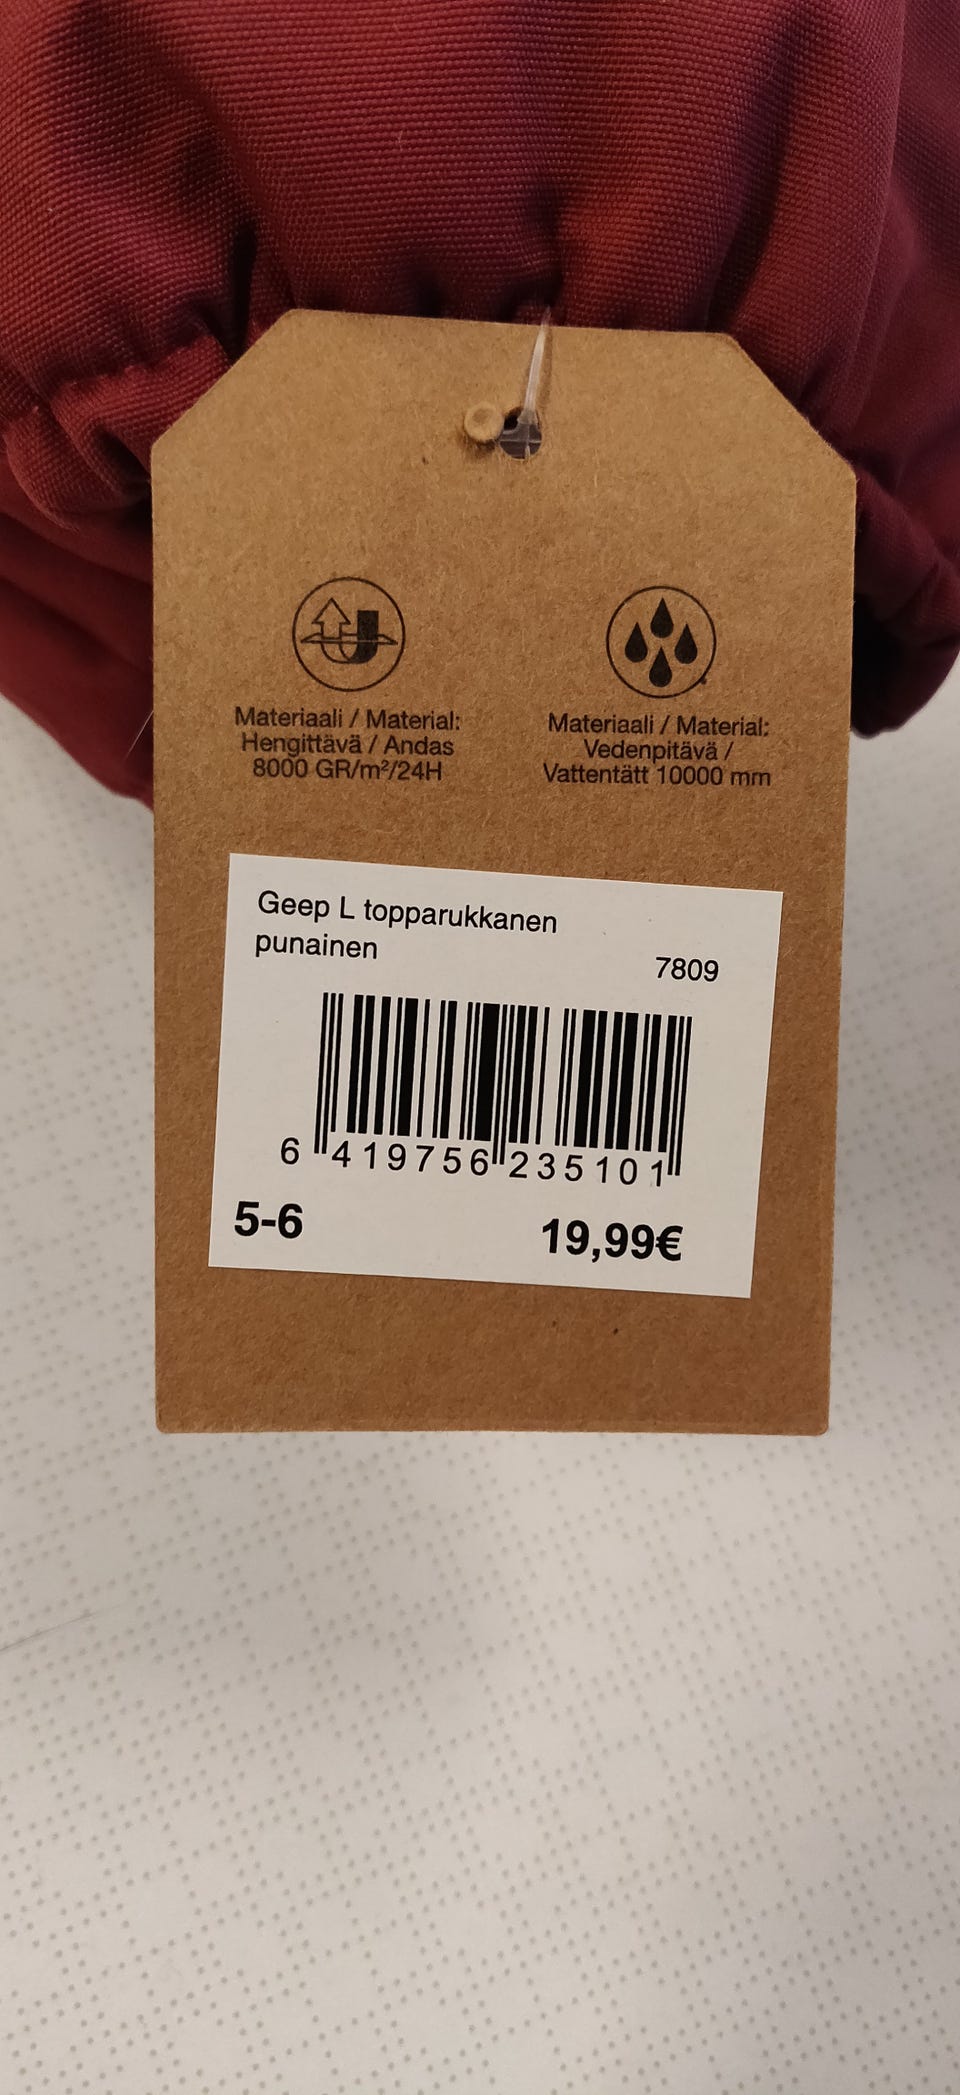 Materiaali / Material:
Hengittävä / Andas
8000 GR/m²/24H
Materiaali / Material:
Vedenpitävä /
Vattentätt 10000 mm
Geep L topparukkanen
punainen
7809
6 419756 235101
5-6
19,99€